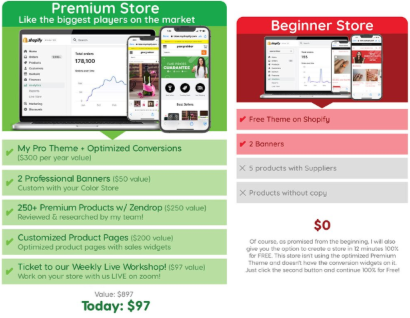 Premium Store
Like the biggest players on the market
shopify
Total orders
178,100
GUARANTEE
Best Sellers
My Pro Theme + Optimized Conversions
($300 per year value)
2 Professional Banners ($50 value)
Custom with your Color Store
250+ Premium Products w/ Zendrop ($250 value)
Reviewed & researched by my team!
Customized Product Pages ($200 value)
Optimized product pages with sales widgets
Ticket to our Weekly Live Workshop! ($97 value)
Work on your store with us LIVE on zoom!
Value: $897
Today: $97
Beginner Store
shopify
Free Theme on Shopify
2 Banners
5 products with Suppliers
Products without copy
$0
Of course, as promised from the beginning, I will also
give you the option to create a store in 12 minutes 100%
for FREE. This store isn't using the optimized Premium
Theme and doesn't have the conversion widgets on it.
Just click the second button and continue 100% for Free!